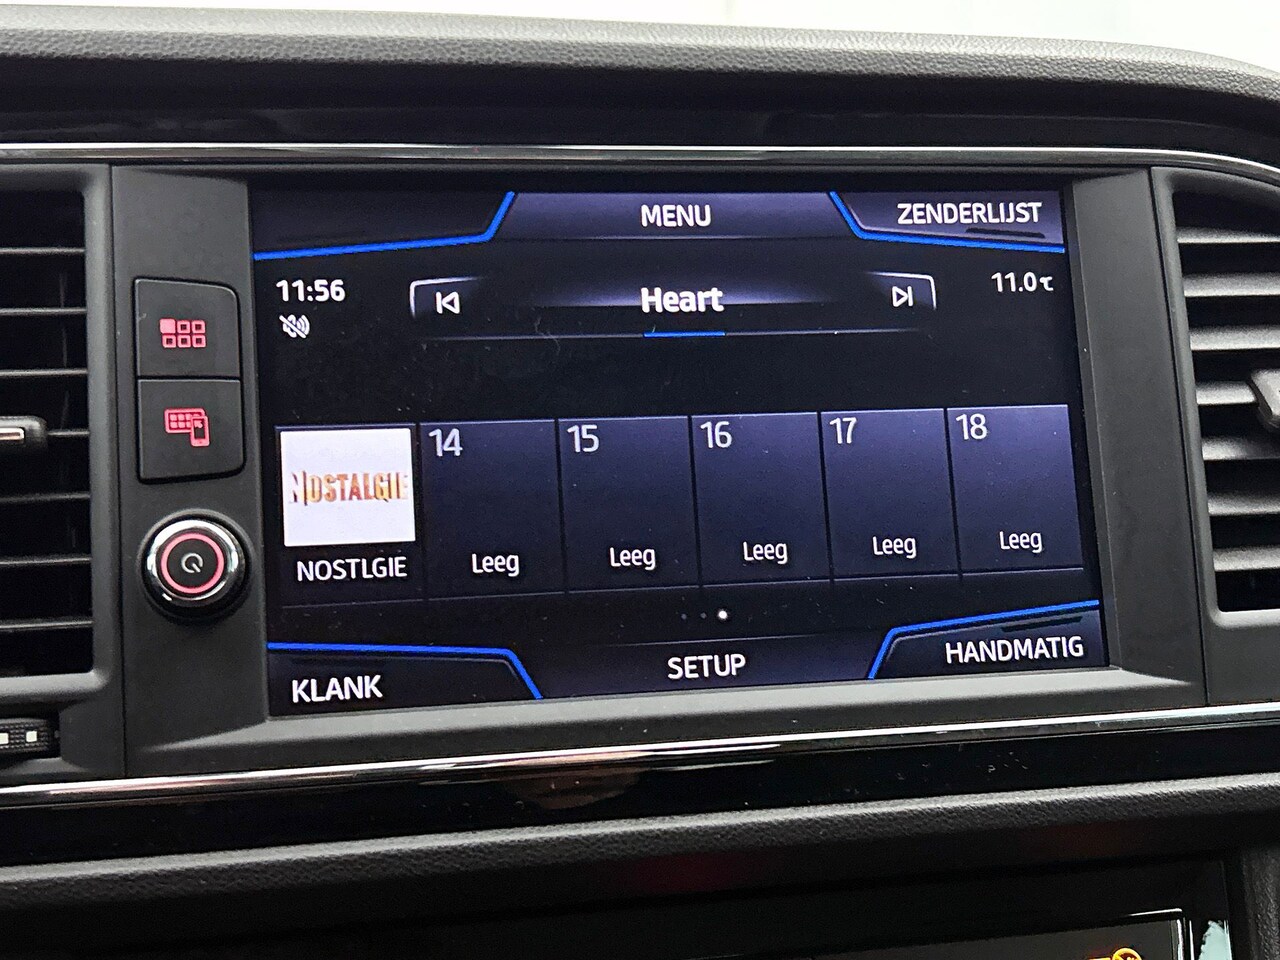 MENU
ZENDERLIJST
11:56
Heart
11.0℃
NOSTALGIE
14
15
16
17
18
NOSTLGIE
Leeg
Leeg
Leeg
Leeg
Leeg
KLANK
SETUP
HANDMATIG